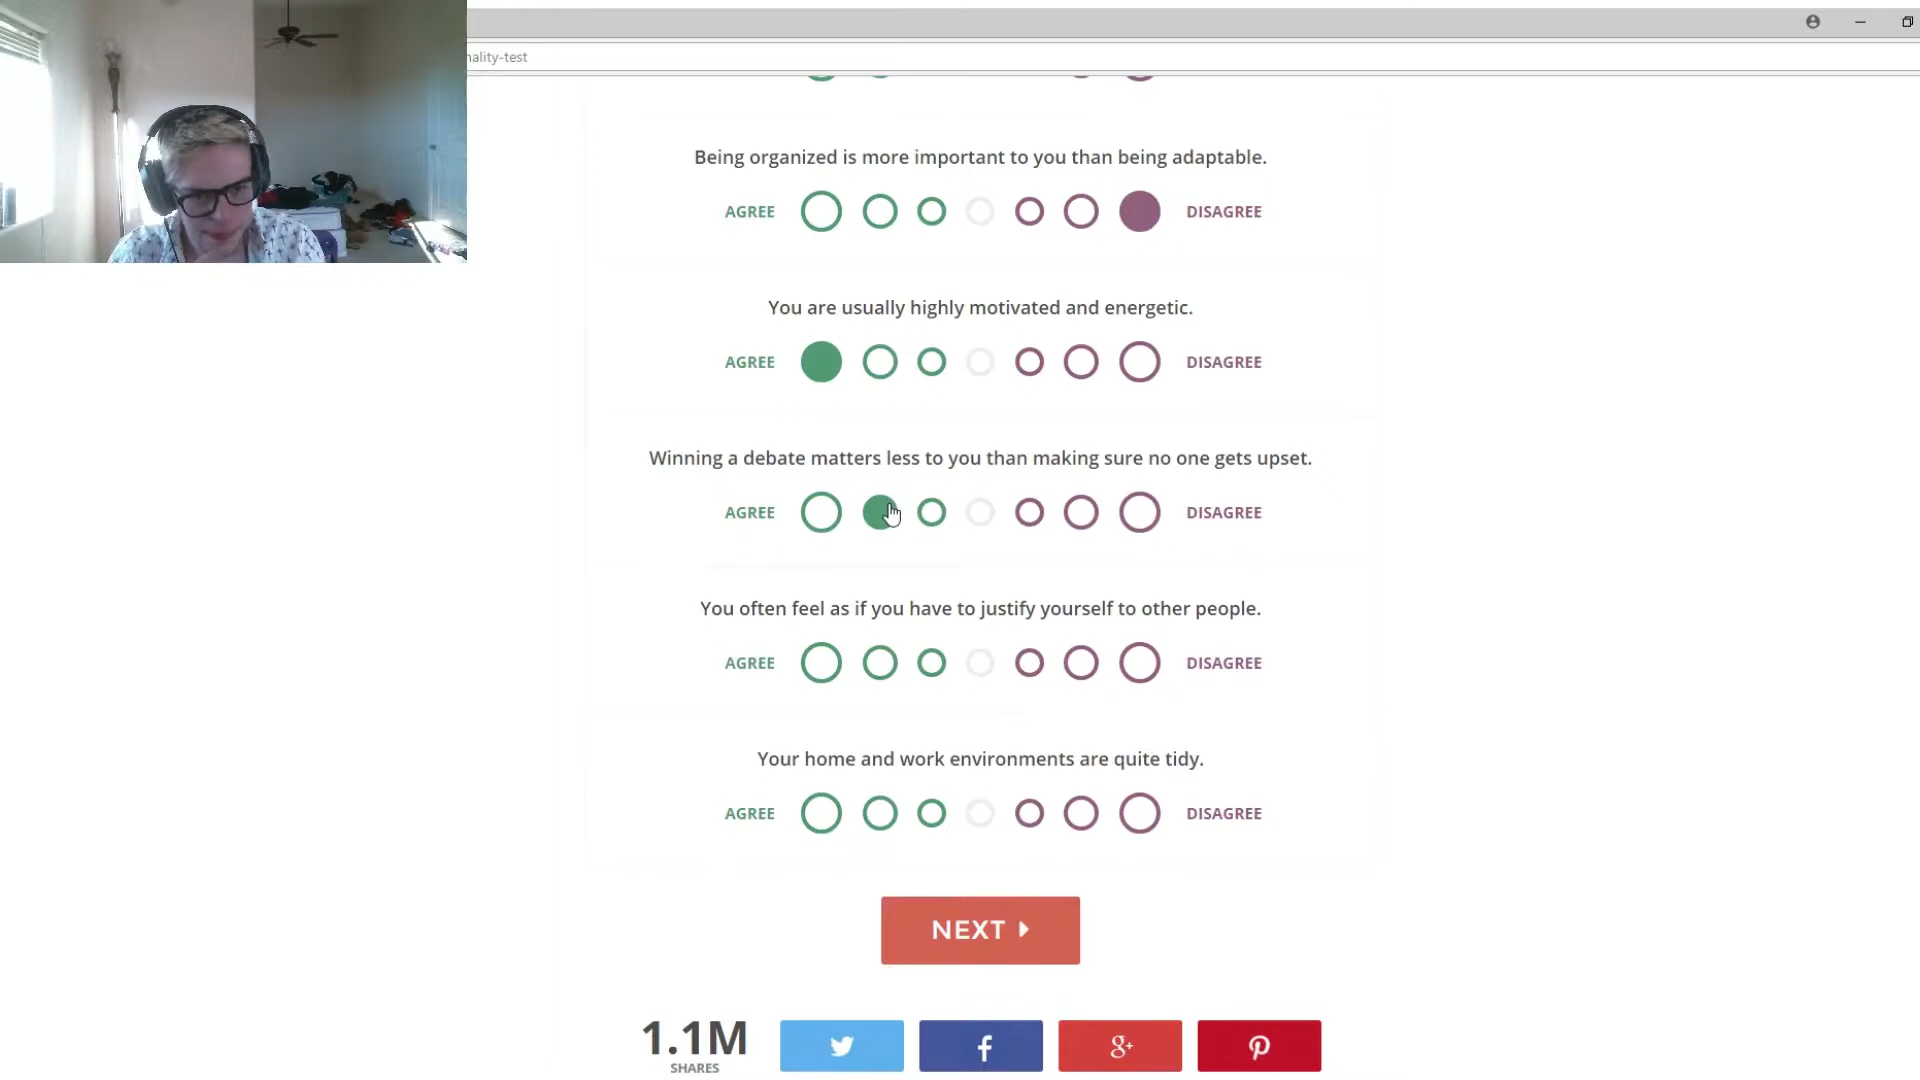 nality-test
Being organized is more important to you than being adaptable.
AGREE DISAGREE
You are usually highly motivated and energetic.
AGREE DISAGREE
Winning a debate matters less to you than making sure no one gets upset.
AGREE DISAGREE
You often feel as if you have to justify yourself to other people.
AGREE DISAGREE
Your home and work environments are quite tidy.
AGREE DISAGREE
NEXT
1.1M
SHARES